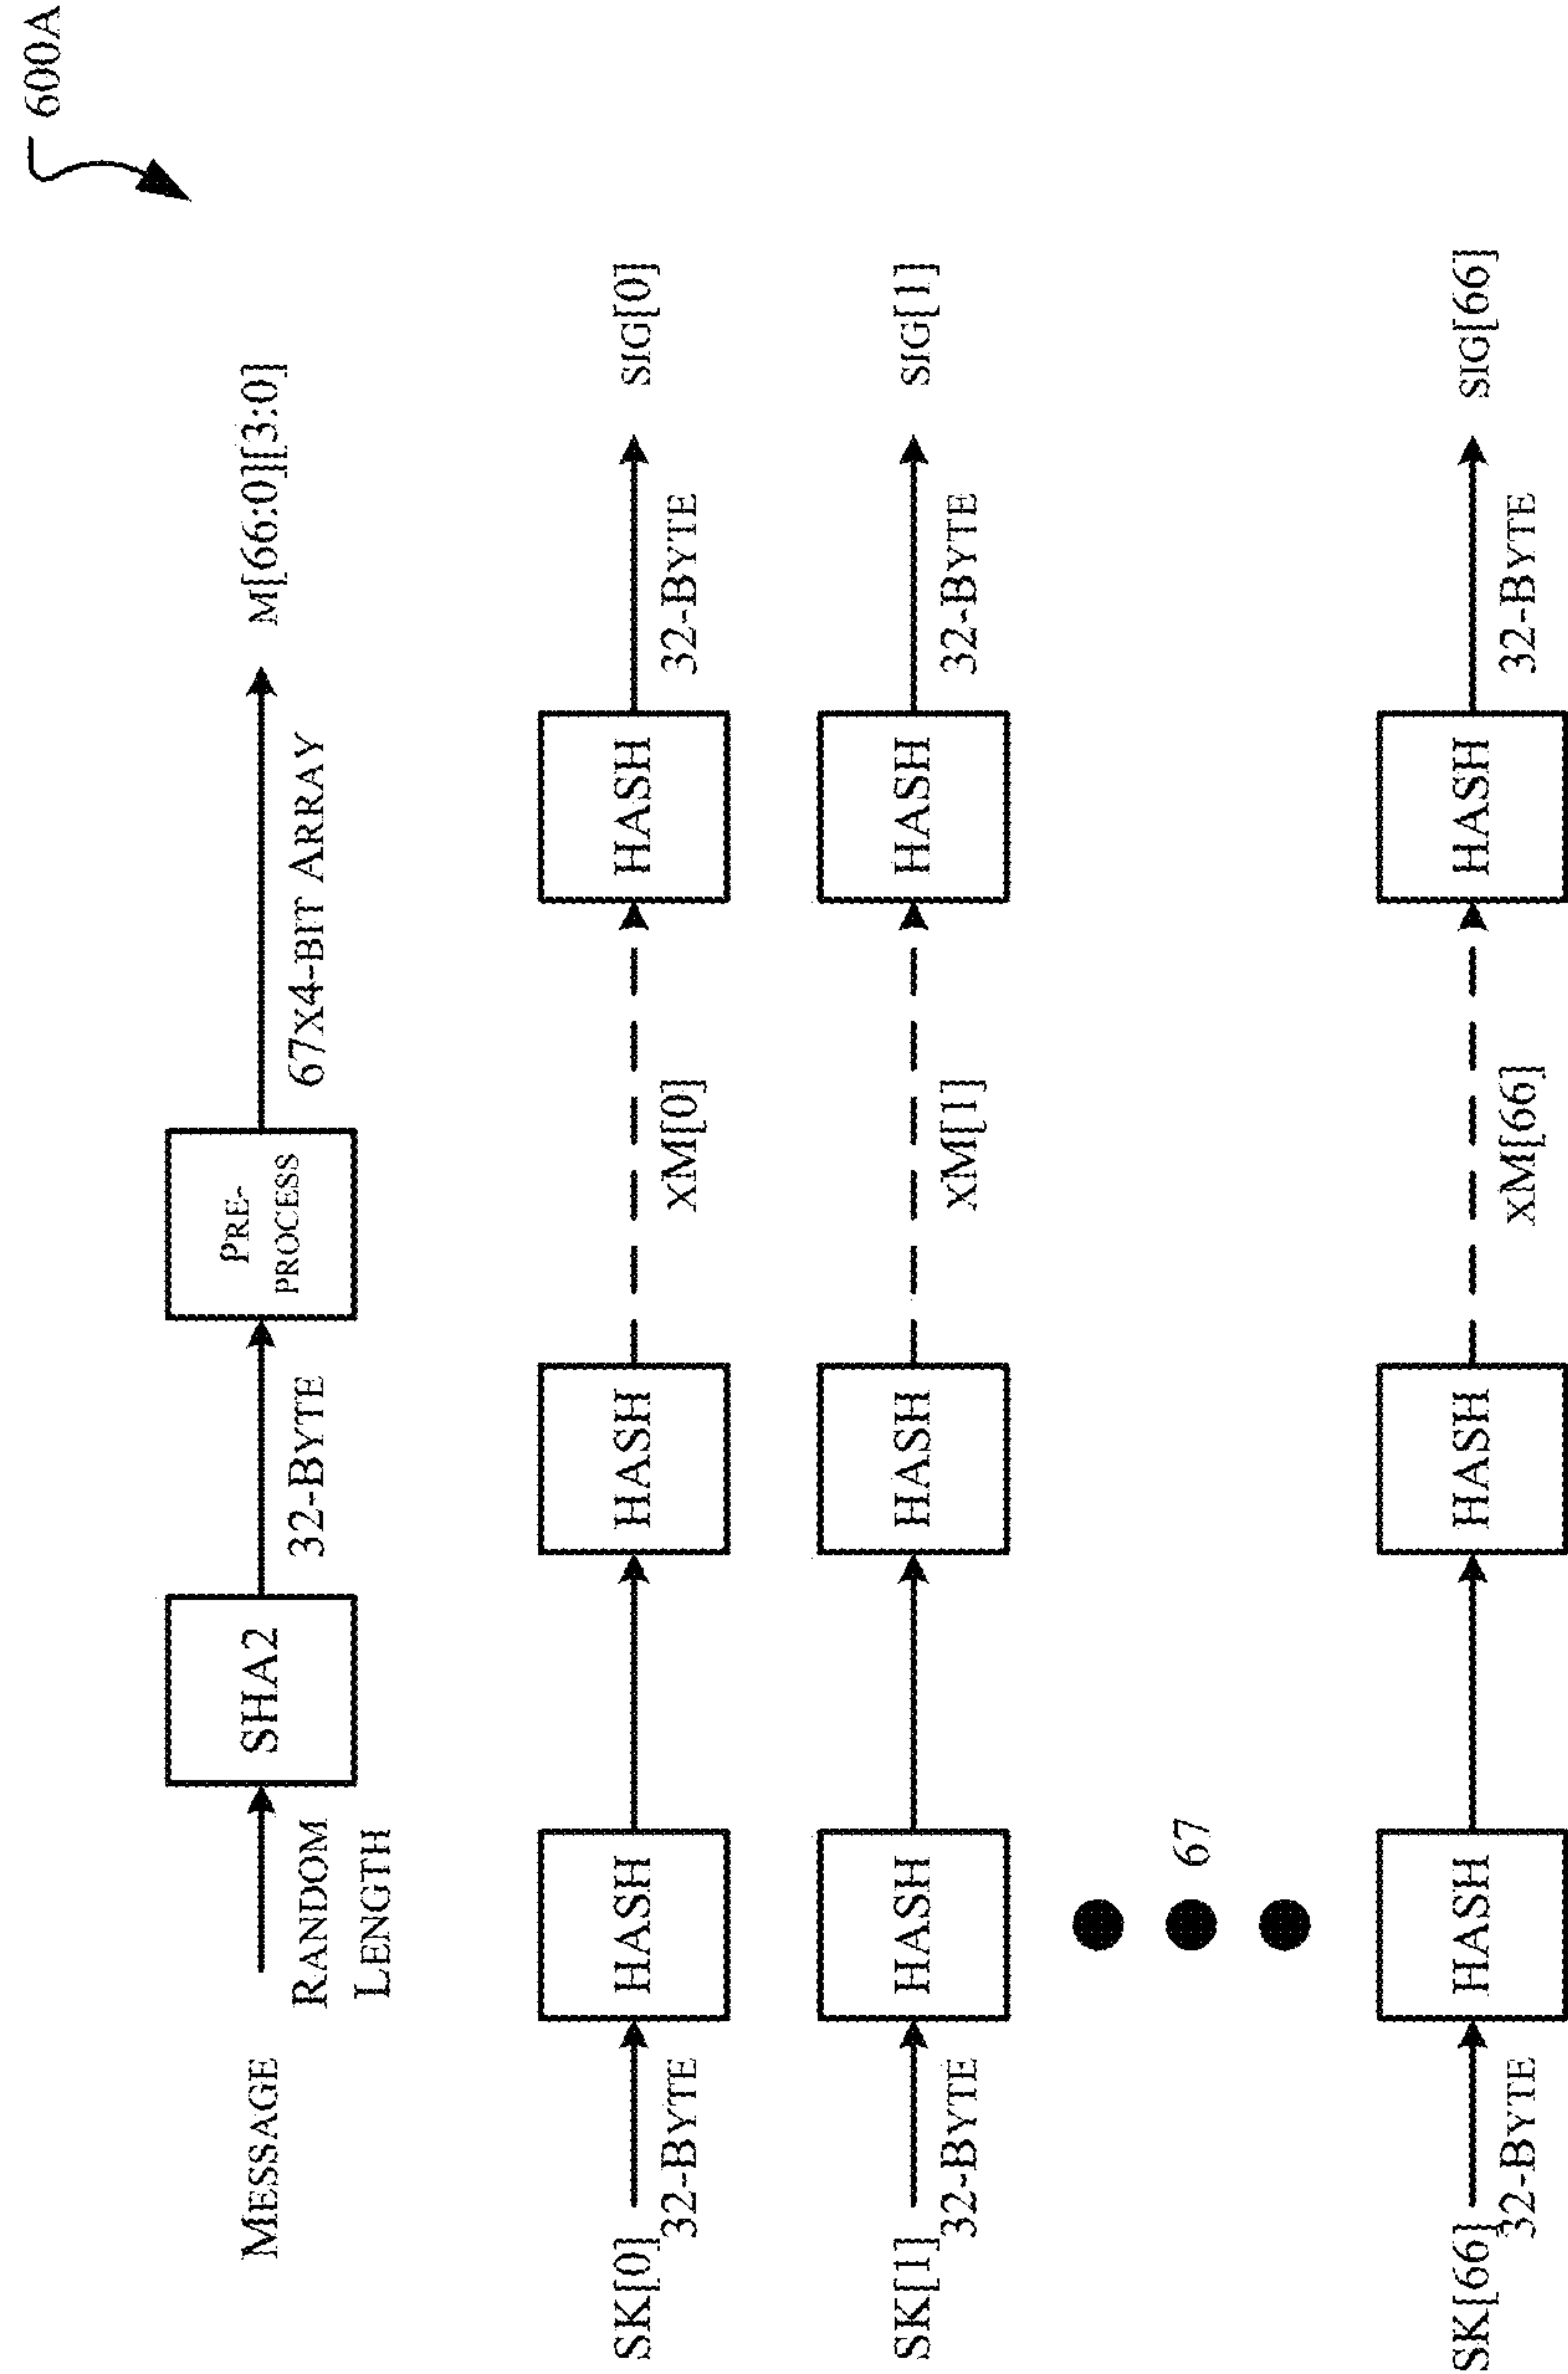 600A
MESSAGE
RANDOM
LENGTH
SHA2
32-BYTE
PRE-
PROCESS
67X4-BIT ARRAY
M[66:0][3:0]
SK[0]
32-BYTE
HASH
HASH
XM[0]
HASH
32-BYTE
SIG[0]
SK[1]
32-BYTE
HASH
HASH
XM[1]
HASH
32-BYTE
SIG[1]
67
SK[66]
32-BYTE
HASH
HASH
XM[66]
HASH
32-BYTE
SIG[66]